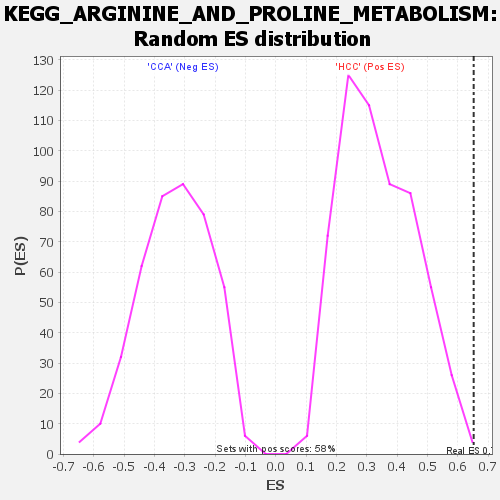 KEGG_ARGININE_AND_PROLINE_METABOLISM:
Random ES distribution
'CCA' (Neg ES) 'HCC' (Pos ES)
130
120
110
100
90
80
70
60
50
40
30
20
10
0
P(ES)
Sets with pos scores: 58%
Real ES 0.
-0.7 -0.6 -0.5 -0.4 -0.3 -0.2 -0.1 0.0 0.1 0.2 0.3 0.4 0.5 0.6 0.7
ES